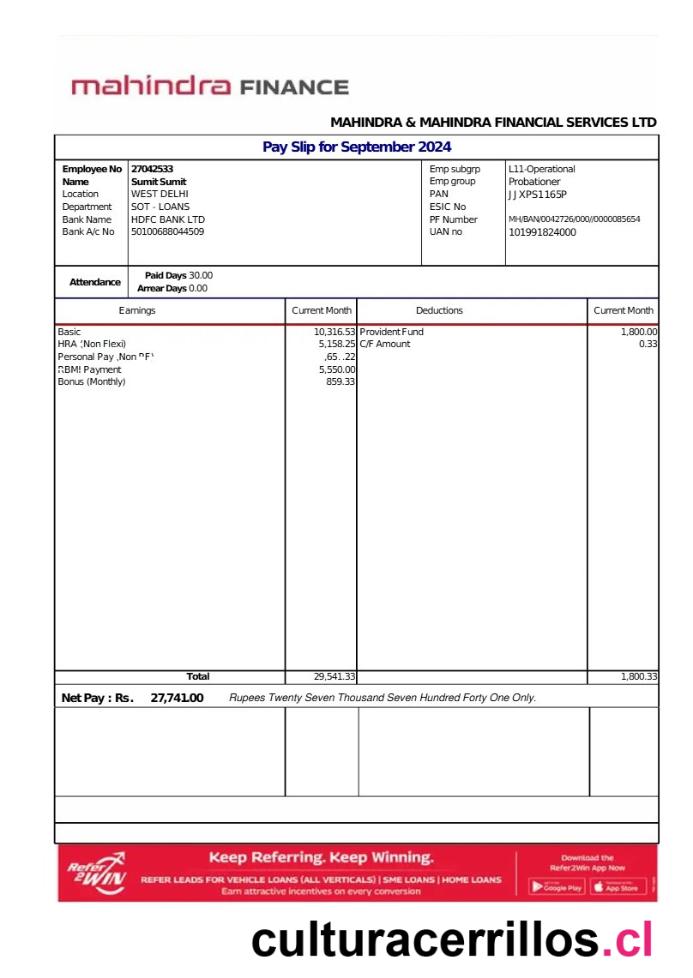 mahindra FINANCE
MAHINDRA & MAHINDRA FINANCIAL SERVICES LTD
Pay Slip for September 2024
Employee No 27042533 Emp subgrp L11-Operational
Name Sumit Sumit Emp group Probationer
Location WEST DELHI PAN JJXPS1165P
Department SOT - LOANS ESIC No
Bank Name HDFC BANK LTD PF Number MH/BAN/0042726/000//0000085654
Bank A/c No 50100688044509 UAN no 101991824000
Attendance Paid Days 30.00
Arrear Days 0.00
Earnings Current Month Deductions Current Month
Basic 10,316.53 Provident Fund 1,800.00
HRA (Non Flexi) 5,158.25 C/F Amount 0.33
Personal Pay
Payment 5,550.00
Bonus (Monthly) 859.33
Total 29,541.33 1,800.33
Net Pay : Rs. 27,741.00 Rupees Twenty Seven Thousand Seven Hundred Forty One Only.
Refer 2WIN
Keep Referring. Keep Winning.
REFER LEADS FOR VEHICLE LOANS (ALL VERTICALS) | SME LOANS | HOME LOANS
Earn attractive incentives on every conversion
Download the
Refer2Win App Now
Google Play App Store
culturacerrillos.cl